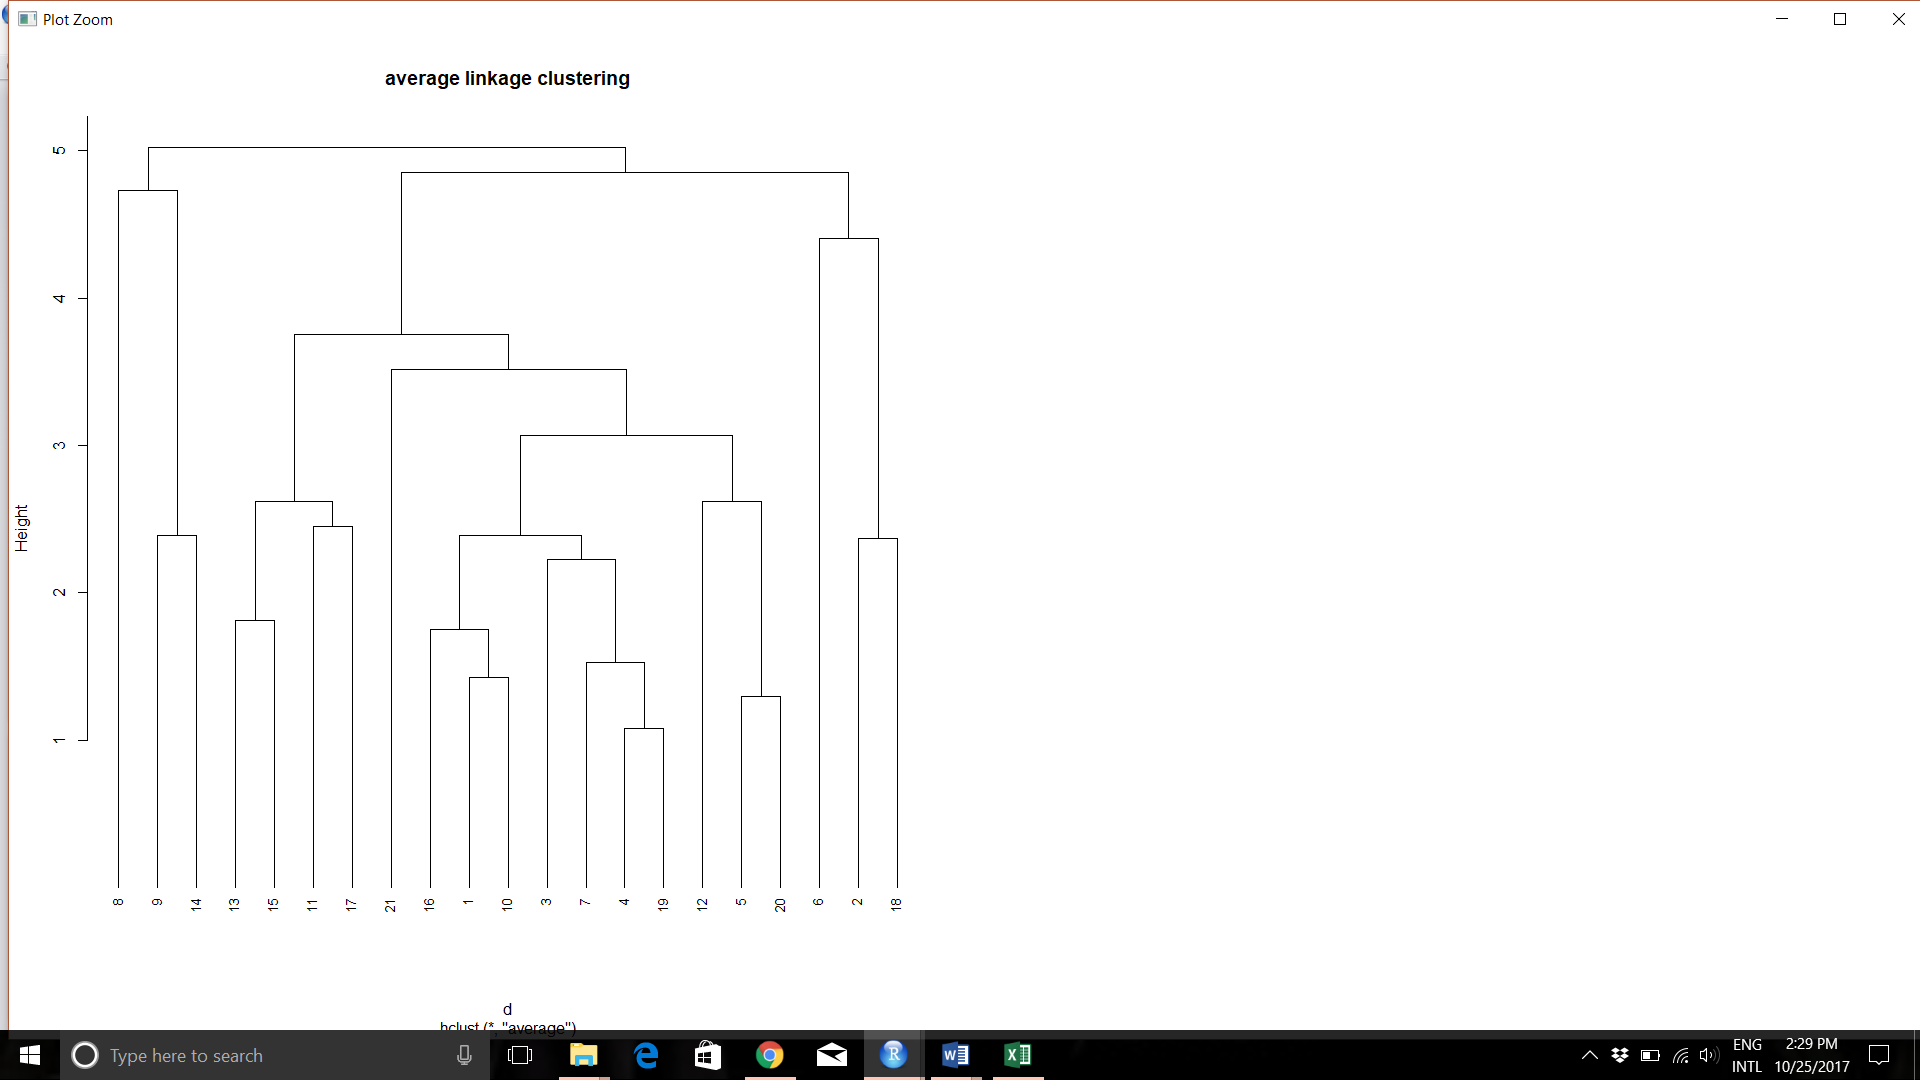 Plot Zoom
average linkage clustering
5
4
3
2
1
Height
8 9 14 13 15 11 17 21 16 1 10 3 7 4 19 12 5 20 6 2 18
d
hclust (*, "average")
Type here to search
ENG 2:29 PM
INTL 10/25/2017